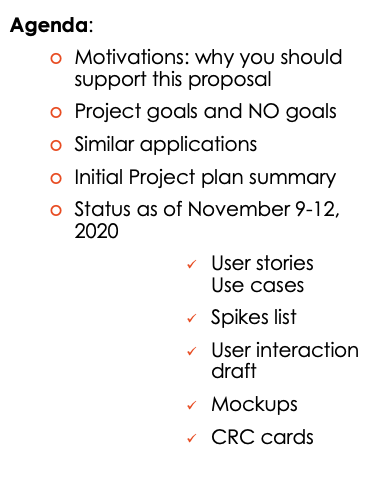 Agenda:
Motivations: why you should
support this proposal
Project goals and NO goals
Similar applications
Initial Project plan summary
Status as of November 9-12,
2020
User stories
Use cases
Spikes list
User interaction
draft
Mockups
CRC cards